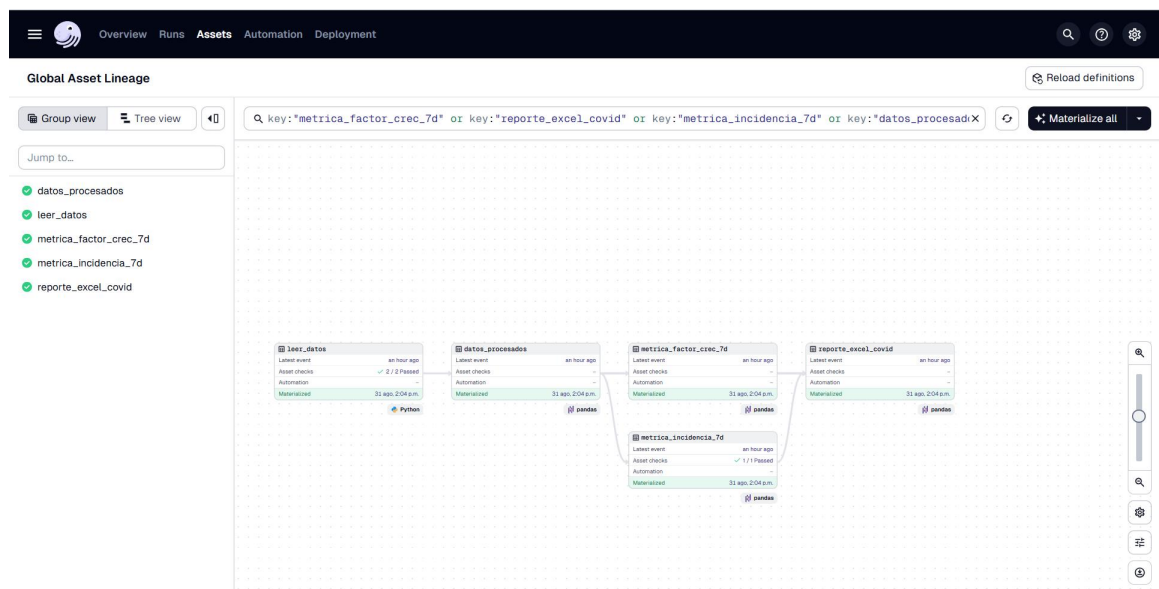 Overview Runs Assets Automation Deployment
Global Asset Lineage
Reload definitions
Group view
Tree view
key:"metrica_factor_crec_7d" or key:"reporte_excel_covid" or key:"metrica_incidencia_7d" or key:"datos_procesad
Materialize all
Jump to...
datos_procesados
leer_datos
metrica_factor_crec_7d
metrica_incidencia_7d
reporte_excel_covid
leer_datos
Latest event an hour ago
Asset checks 2 / 2 Passed
Automation –
Materialized 31 ago, 2:04 p.m.
Python
datos_procesados
Latest event an hour ago
Asset checks –
Automation –
Materialized 31 ago, 2:04 p.m.
pandas
metrica_factor_crec_7d
Latest event an hour ago
Asset checks –
Automation –
Materialized 31 ago, 2:04 p.m.
pandas
reporte_excel_covid
Latest event an hour ago
Asset checks –
Automation –
Materialized 31 ago, 2:04 p.m.
pandas
metrica_incidencia_7d
Latest event an hour ago
Asset checks 1 / 1 Passed
Automation –
Materialized 31 ago, 2:04 p.m.
pandas